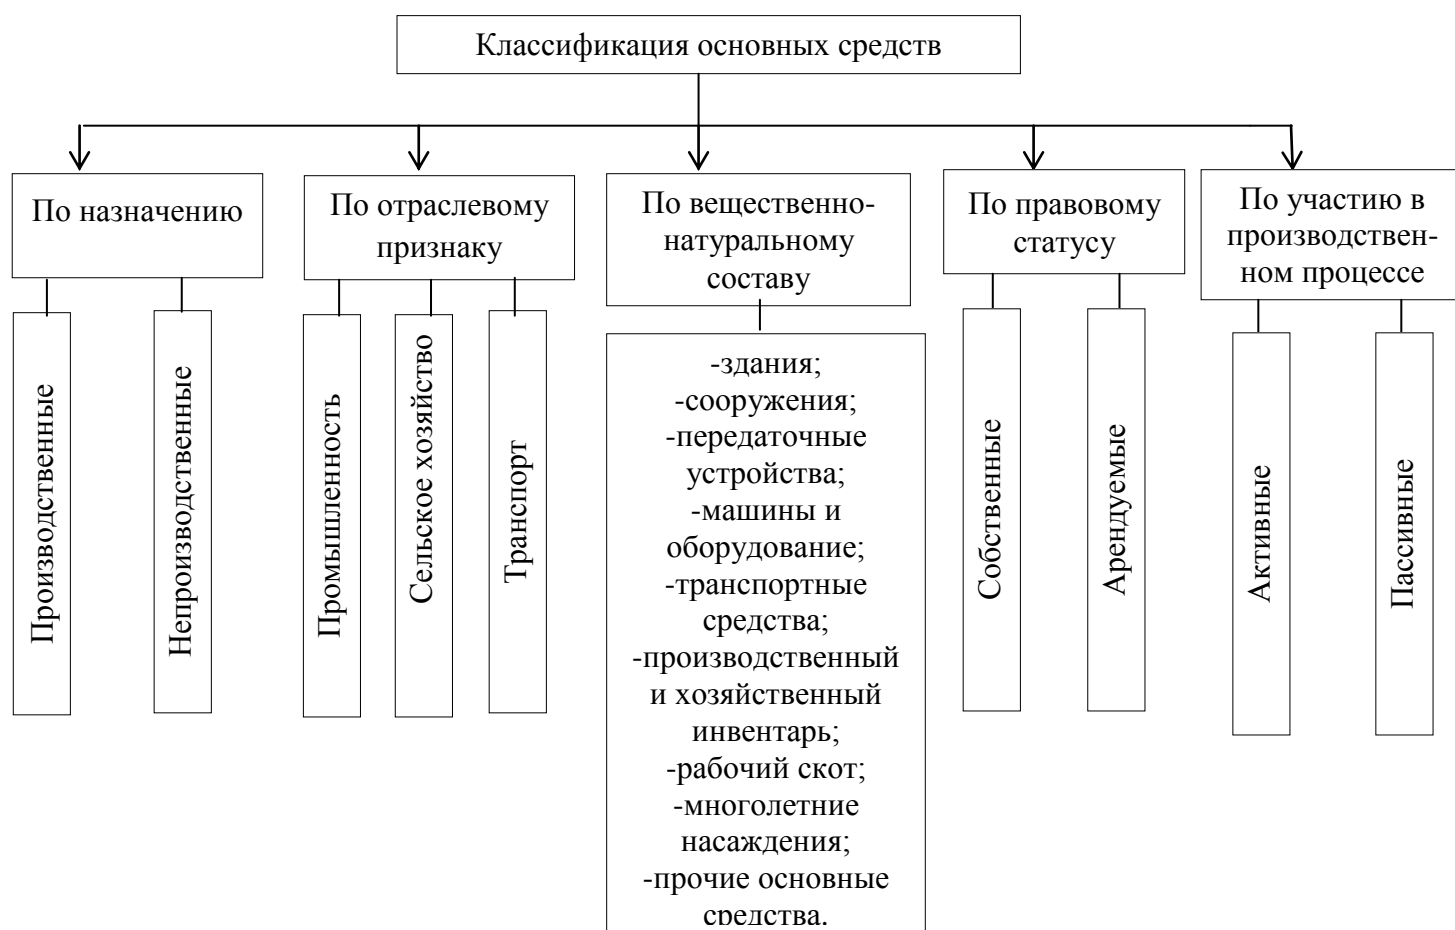 Классификация основных средств
По назначению
По отраслевому
признаку
По вещественно-
натуральному
составу
По правовому
статусу
По участию в
производствен-
ном процессе
Производственные
Непроизводственные
Промышленность
Сельское хозяйство
Транспорт
-здания;
-сооружения;
-передаточные
устройства;
-машины и
оборудование;
-транспортные
средства;
-производственный
и хозяйственный
инвентарь;
-рабочий скот;
-многолетние
насаждения;
-прочие основные
средства.
Собственные
Арендуемые
Активные
Пассивные